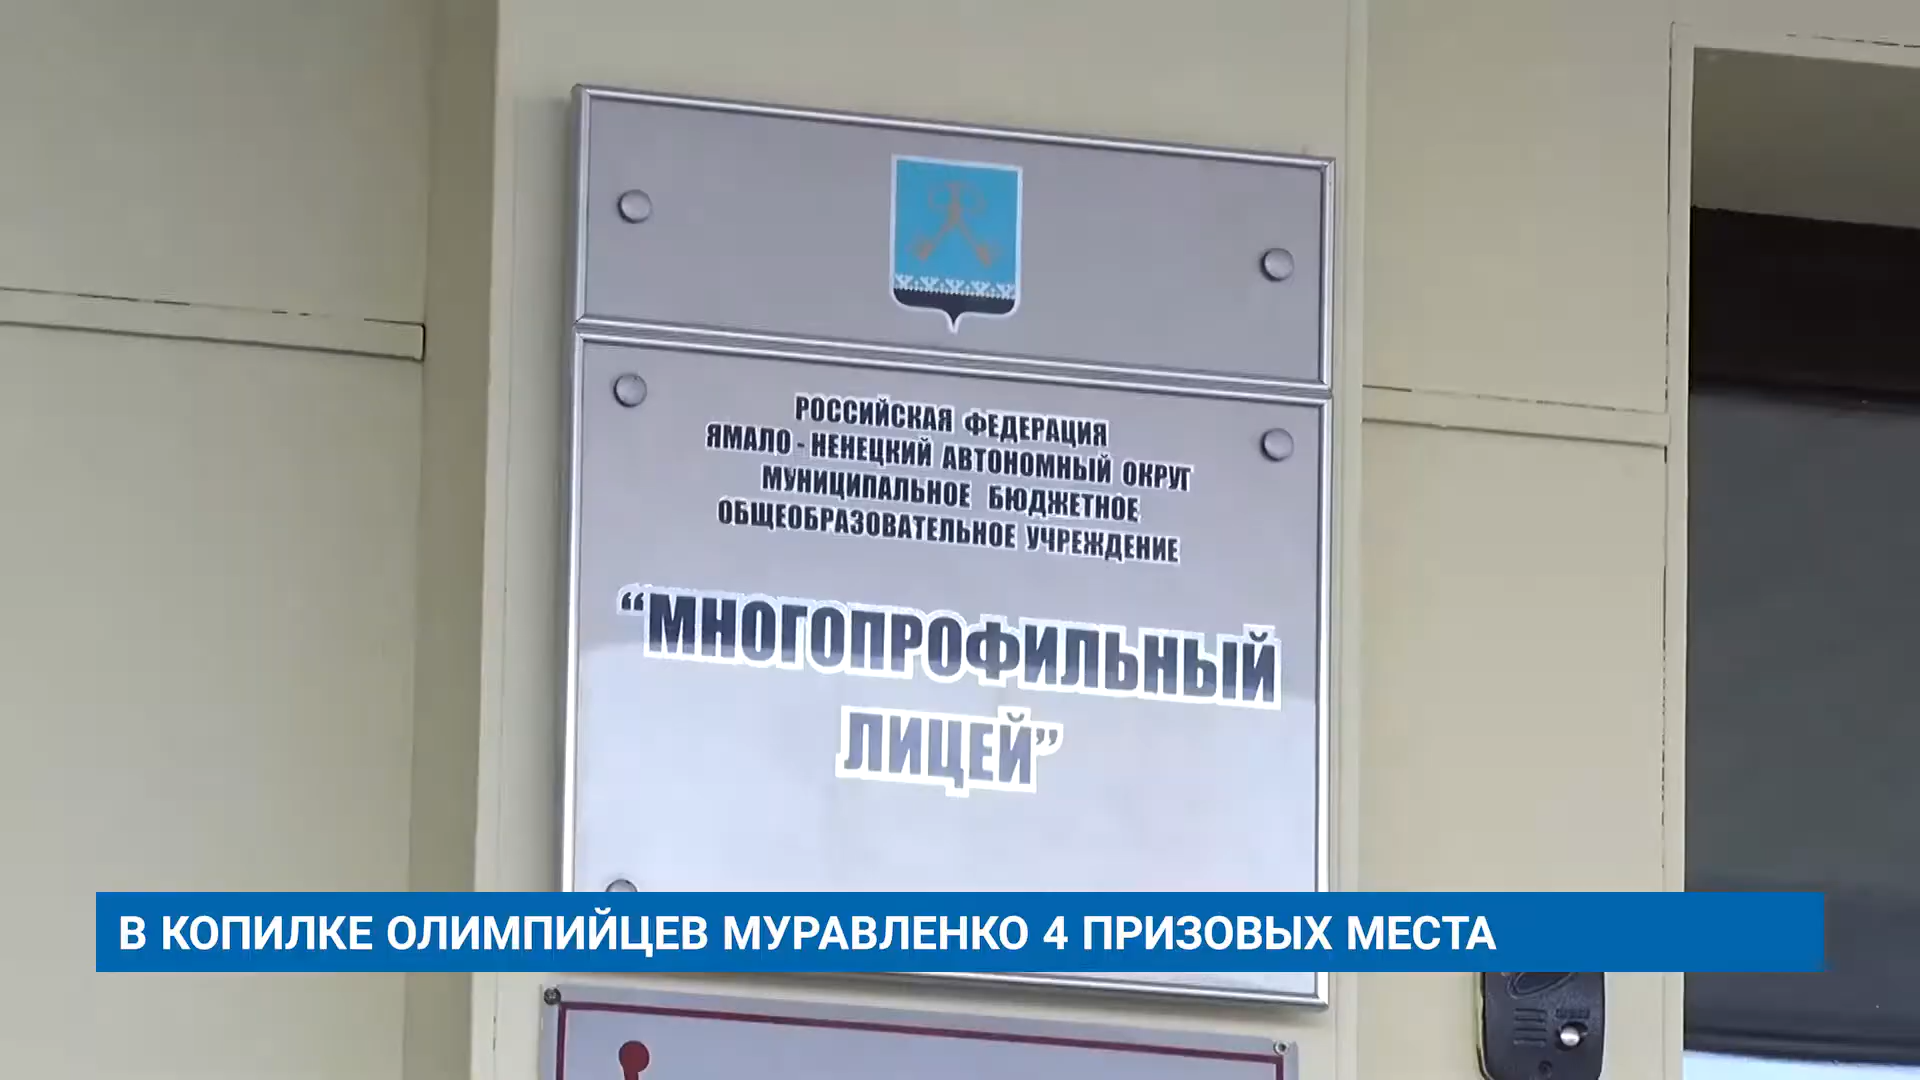 РОССИЙСКАЯ ФЕДЕРАЦИЯ
ЯМАЛО - НЕНЕЦКИЙ АВТОНОМНЫЙ ОКРУГ
МУНИЦИПАЛЬНОЕ БЮДЖЕТНОЕ
ОБЩЕОБРАЗОВАТЕЛЬНОЕ УЧРЕЖДЕНИЕ
“МНОГОПРОФИЛЬНЫЙ
ЛИЦЕЙ”
В КОПИЛКЕ ОЛИМПИЙЦЕВ МУРАВЛЕНКО 4 ПРИЗОВЫХ МЕСТА